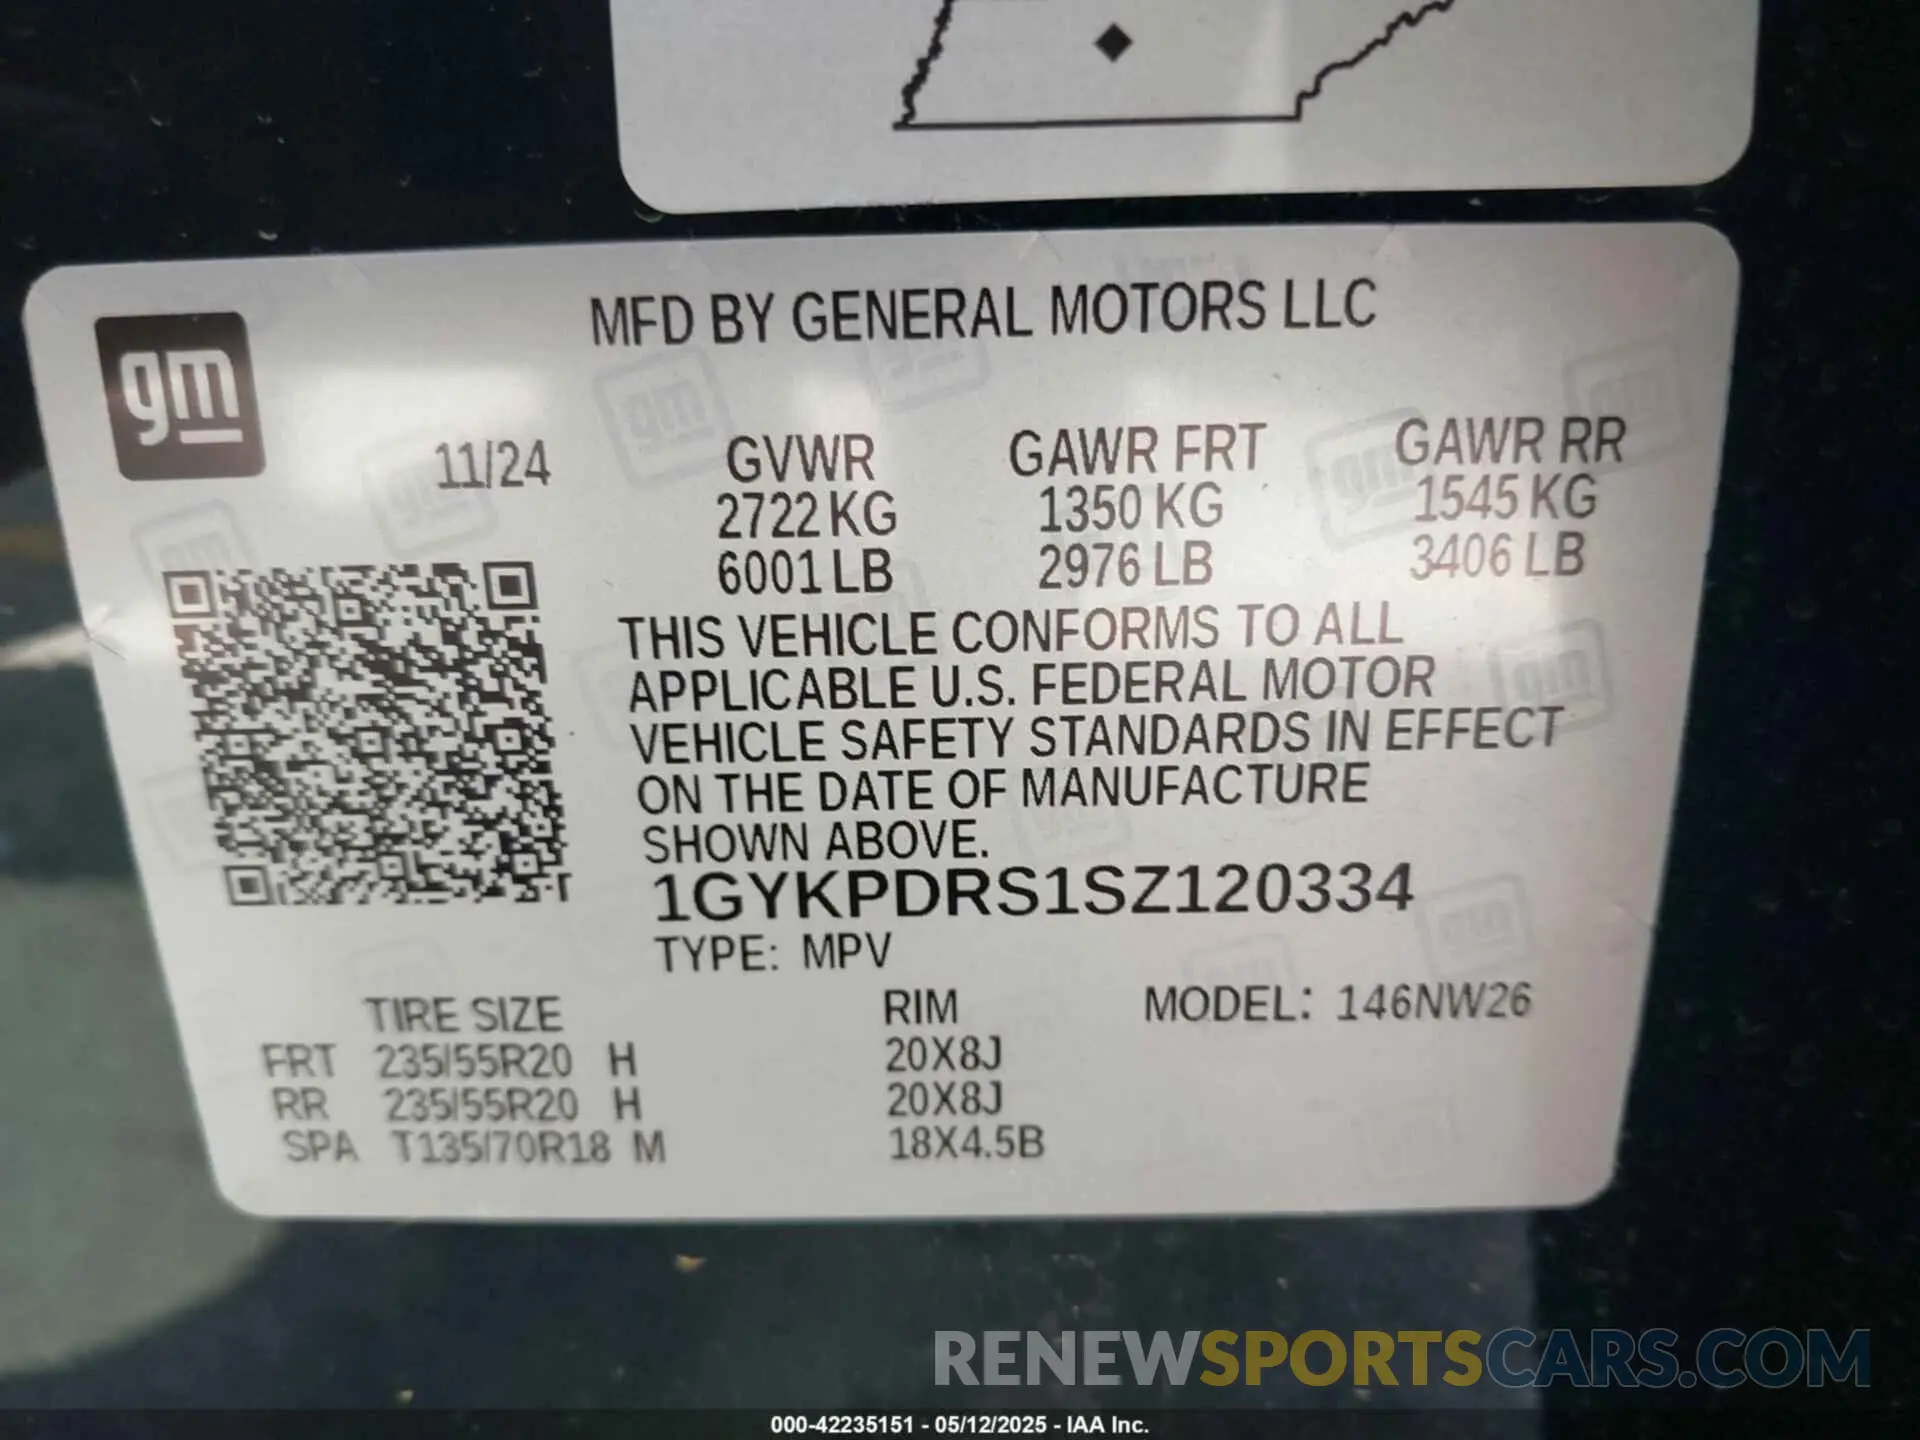 MFD BY GENERAL MOTORS LLC
gm
11/24 GVWR GAWR FRT GAWR RR
2722 KG 1350 KG 1545 KG
6001 LB 2976 LB 3406 LB
THIS VEHICLE CONFORMS TO ALL
APPLICABLE U.S. FEDERAL MOTOR
VEHICLE SAFETY STANDARDS IN EFFECT
ON THE DATE OF MANUFACTURE
SHOWN ABOVE.
1GYKPDRS1SZ120334
TYPE: MPV
TIRE SIZE RIM MODEL: 146NW26
FRT 235/55R20 H 20X8J
RR 235/55R20 H 20X8J
SPA T135/70R18 M 18X4.5B
RENEWSPORTSCARS.COM
000-42235151 - 05/12/2025 - IAA Inc.